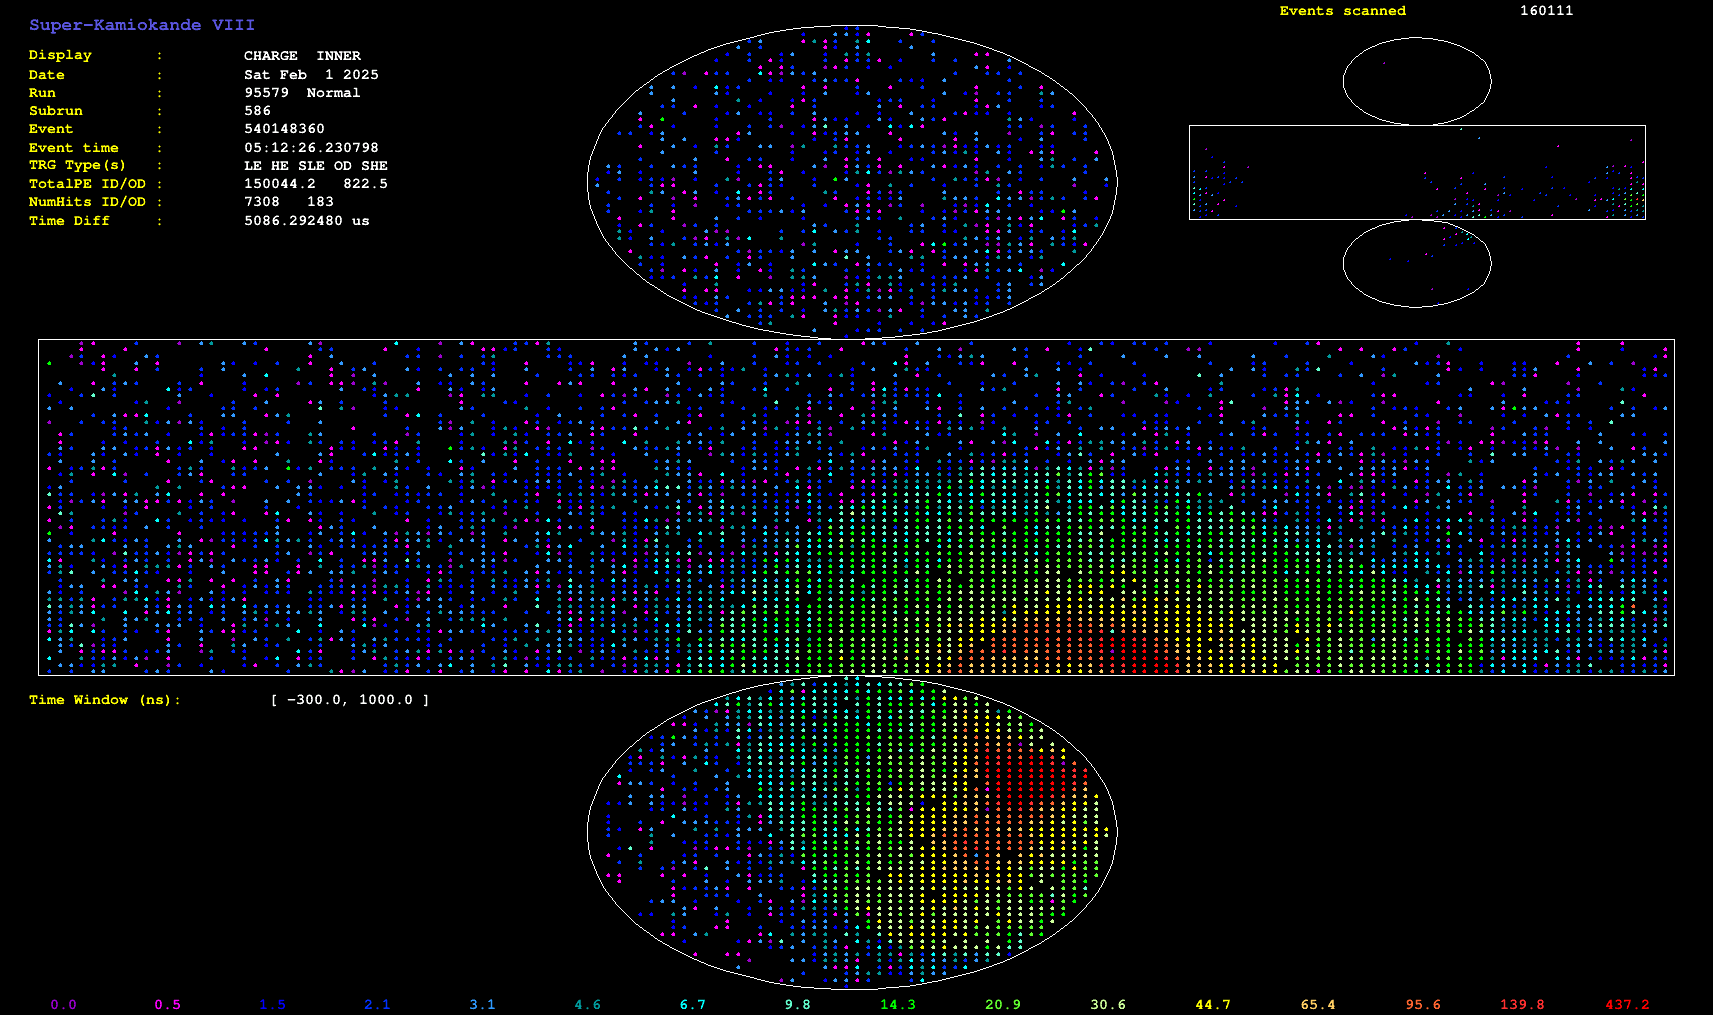 Super-Kamiokande VIII
Display : CHARGE INNER
Date : Sat Feb 1 2025
Run : 95579 Normal
Subrun : 586
Event : 540148360
Event time : 05:12:26.230798
TRG Type(s) : LE HE SLE OD SHE
TotalPE ID/OD : 150044.2 822.5
NumHits ID/OD : 7308 183
Time Diff : 5086.292480 us
Events scanned 160111
Time Window (ns): [ -300.0, 1000.0 ]
0.0 0.5 1.5 2.1 3.1 4.6 6.7 9.8 14.3 20.9 30.6 44.7 65.4 95.6 139.8 437.2